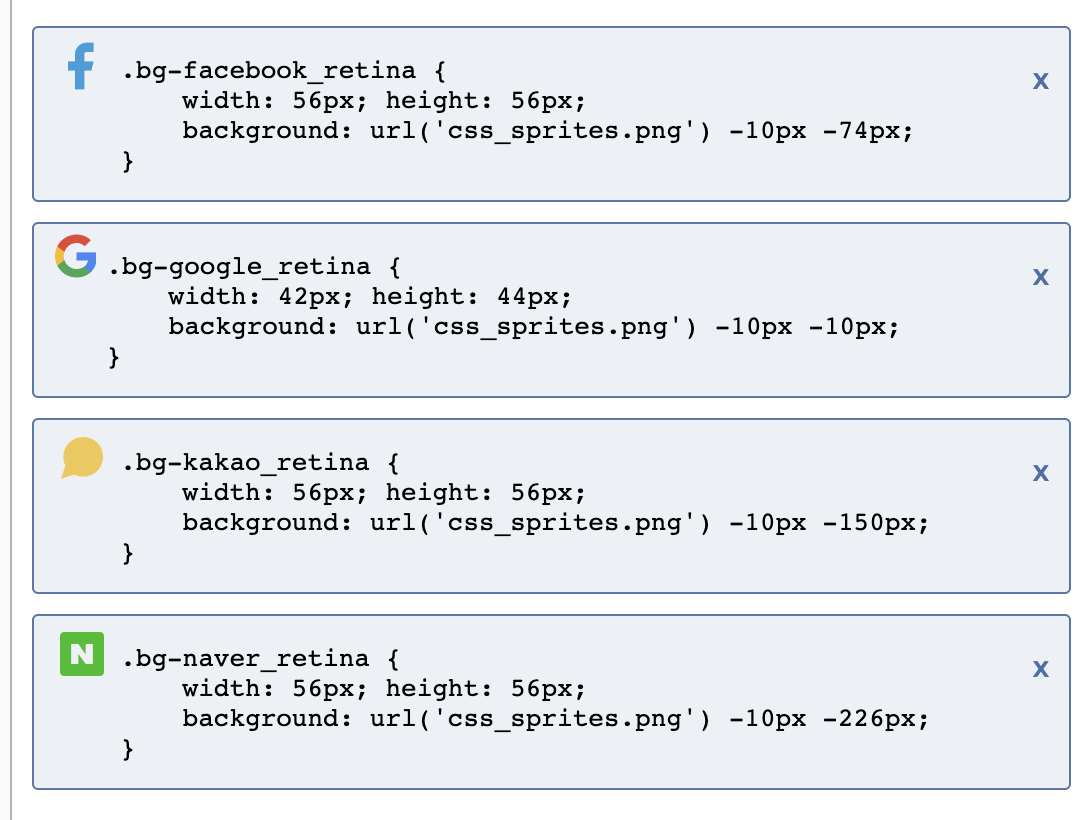 .bg-facebook_retina {
    width: 56px; height: 56px;
    background: url('css_sprites.png') -10px -74px;
}
X
.bg-google_retina {
    width: 42px; height: 44px;
    background: url('css_sprites.png') -10px -10px;
}
X
.bg-kakao_retina {
    width: 56px; height: 56px;
    background: url('css_sprites.png') -10px -150px;
}
X
N
.bg-naver_retina {
    width: 56px; height: 56px;
    background: url('css_sprites.png') -10px -226px;
}
X